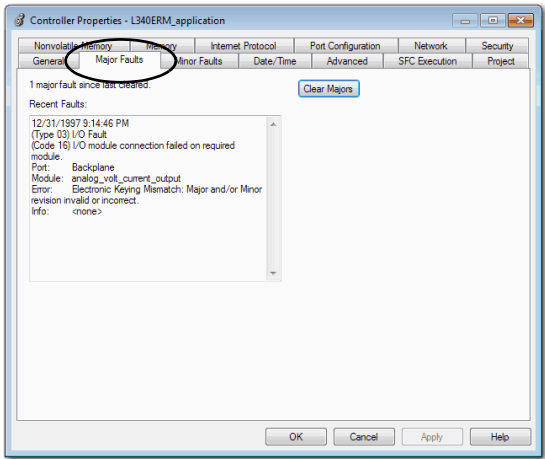 Controller Properties - L340ERM_application
Nonvolatile Memory Memory Internet Protocol Port Configuration Network Security
General Major Faults Minor Faults Date/Time Advanced SFC Execution Project
1 major fault since last cleared.
Clear Majors
Recent Faults:
12/31/1997 9:14:46 PM
(Type 03) I/O Fault
(Code 16) I/O module connection failed on required
module.
Port: Backplane
Module: analog_volt_current_output
Error: Electronic Keying Mismatch: Major and/or Minor
revision invalid or incorrect.
Info: <none>
OK Cancel Apply Help